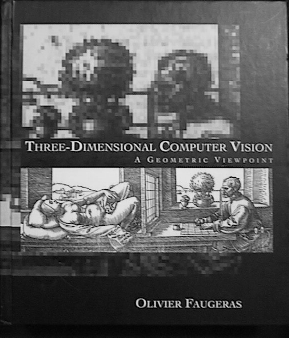 THREE-DIMENSIONAL COMPUTER VISION
A GEOMETRIC VIEWPOINT
OLIVIER FAUGERAS